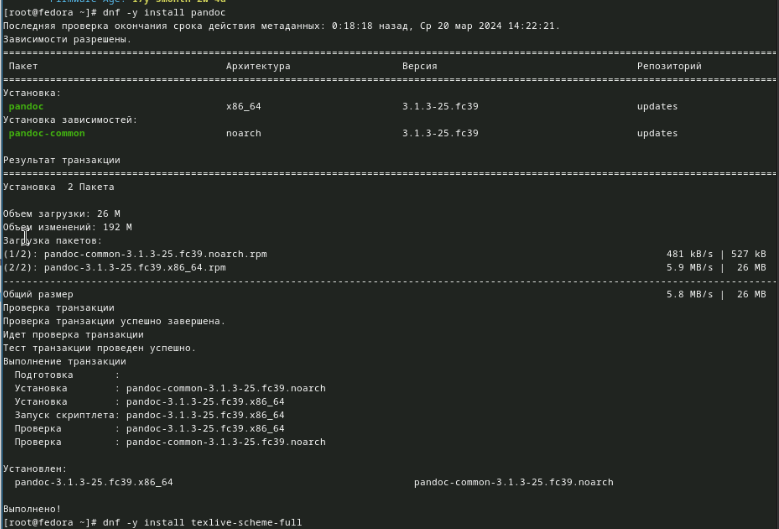 [root@fedora ~]# dnf -y install pandoc
Последняя проверка окончания срока действия метаданных: 0:18:18 назад, Ср 20 мар 2024 14:22:21.
Зависимости разрешены.
Пакет Архитектура Версия Репозиторий
Установка:
pandoc x86_64 3.1.3-25.fc39 updates
Установка зависимостей:
pandoc-common noarch 3.1.3-25.fc39 updates
Результат транзакции
Установка 2 Пакета
Объем загрузки: 26 M
Объем изменений: 192 M
Загрузка пакетов:
(1/2): pandoc-common-3.1.3-25.fc39.noarch.rpm 481 kB/s | 527 kB
(2/2): pandoc-3.1.3-25.fc39.x86_64.rpm 5.9 MB/s | 26 MB
Общий размер 5.8 MB/s | 26 MB
Проверка транзакции
Проверка транзакции успешно завершена.
Идет проверка транзакции
Тест транзакции проведен успешно.
Выполнение транзакции
Подготовка :
Установка : pandoc-common-3.1.3-25.fc39.noarch
Установка : pandoc-3.1.3-25.fc39.x86_64
Запуск скриптлета: pandoc-3.1.3-25.fc39.x86_64
Проверка : pandoc-3.1.3-25.fc39.x86_64
Проверка : pandoc-common-3.1.3-25.fc39.noarch
Установлен:
pandoc-3.1.3-25.fc39.x86_64 pandoc-common-3.1.3-25.fc39.noarch
Выполнено!
[root@fedora ~]# dnf -y install texlive-scheme-full